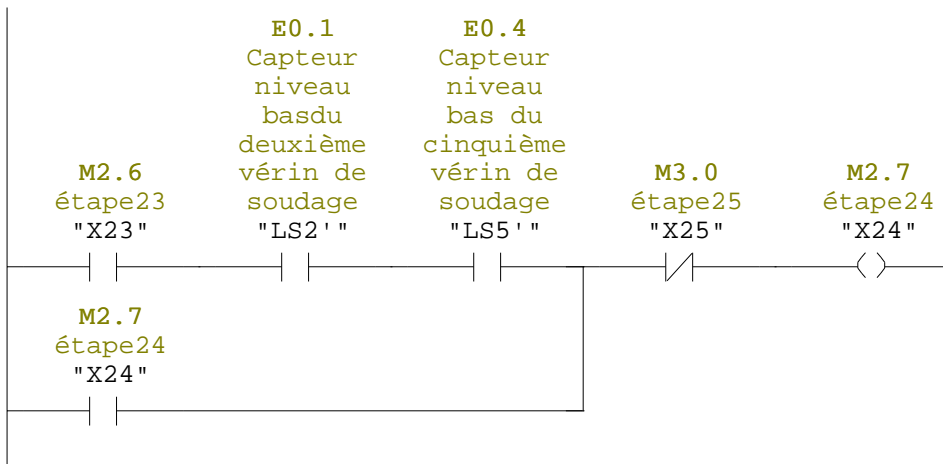 E0.1
Capteur
niveau
basdu
deuxième
vérin de
soudage
"LS2'"
E0.4
Capteur
niveau
bas du
cinquième
vérin de
soudage
"LS5'"
M2.6
étape23
"X23"
M3.0
étape25
"X25"
M2.7
étape24
"X24"
M2.7
étape24
"X24"